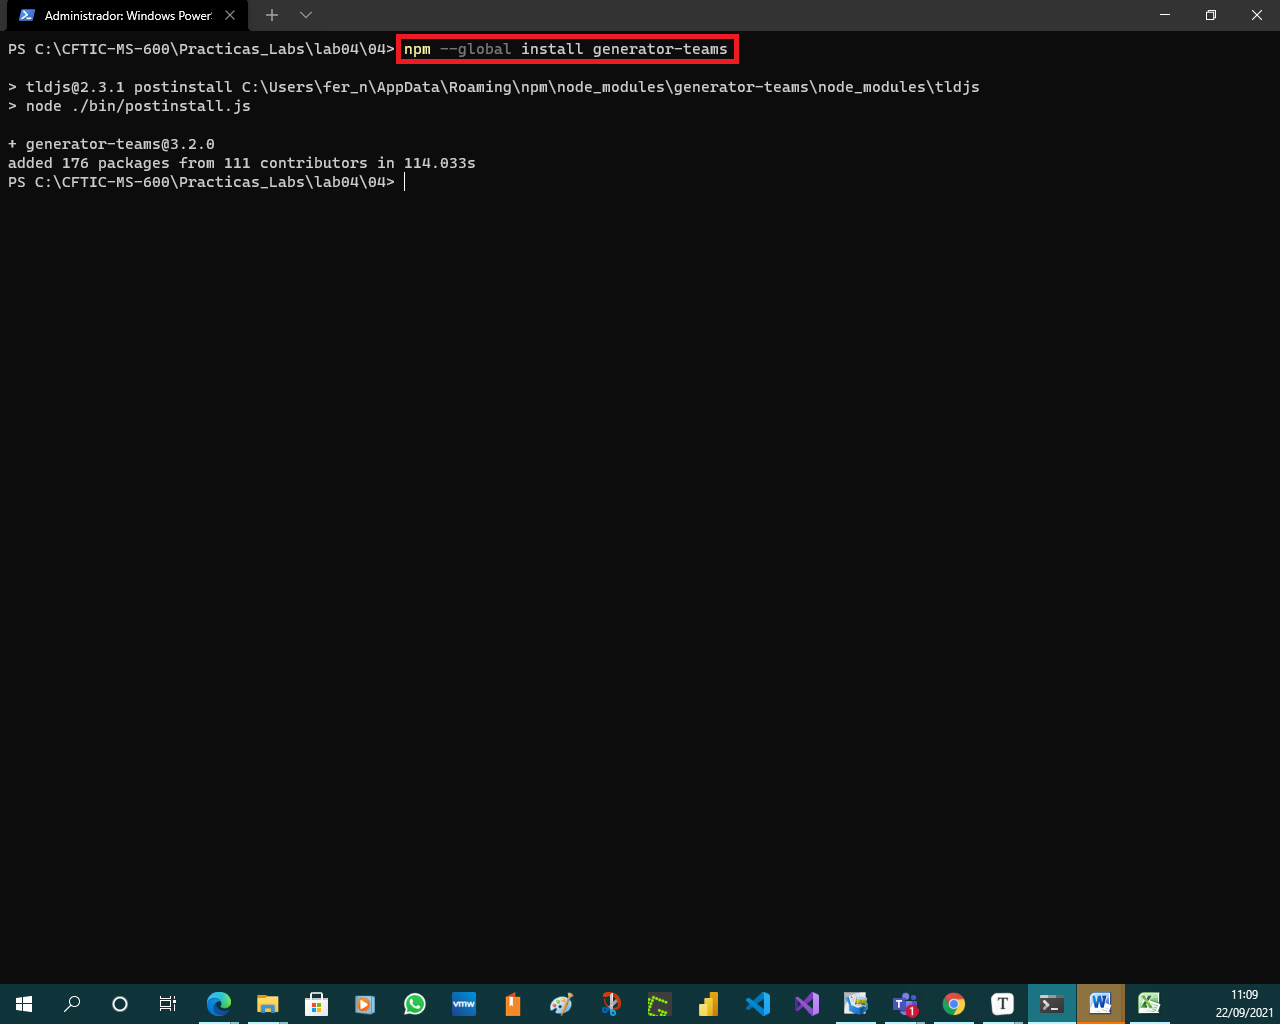 Administrador: Windows Power
PS C:\CFTIC-MS-600\Practicas_Labs\lab04\04> npm --global install generator-teams
> tldjs@2.3.1 postinstall C:\Users\fer_n\AppData\Roaming\npm\node_modules\generator-teams\node_modules\tldjs
> node ./bin/postinstall.js
+ generator-teams@3.2.0
added 176 packages from 111 contributors in 114.033s
PS C:\CFTIC-MS-600\Practicas_Labs\lab04\04>
vmw
T
1
T
W
X
11:09
22/09/2021